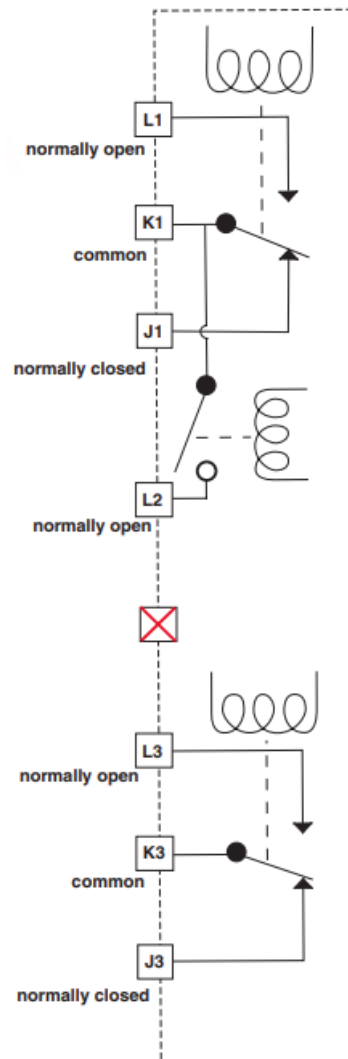 L1
normally open
K1
common
J1
normally closed
L2
normally open
L3
normally open
K3
common
J3
normally closed